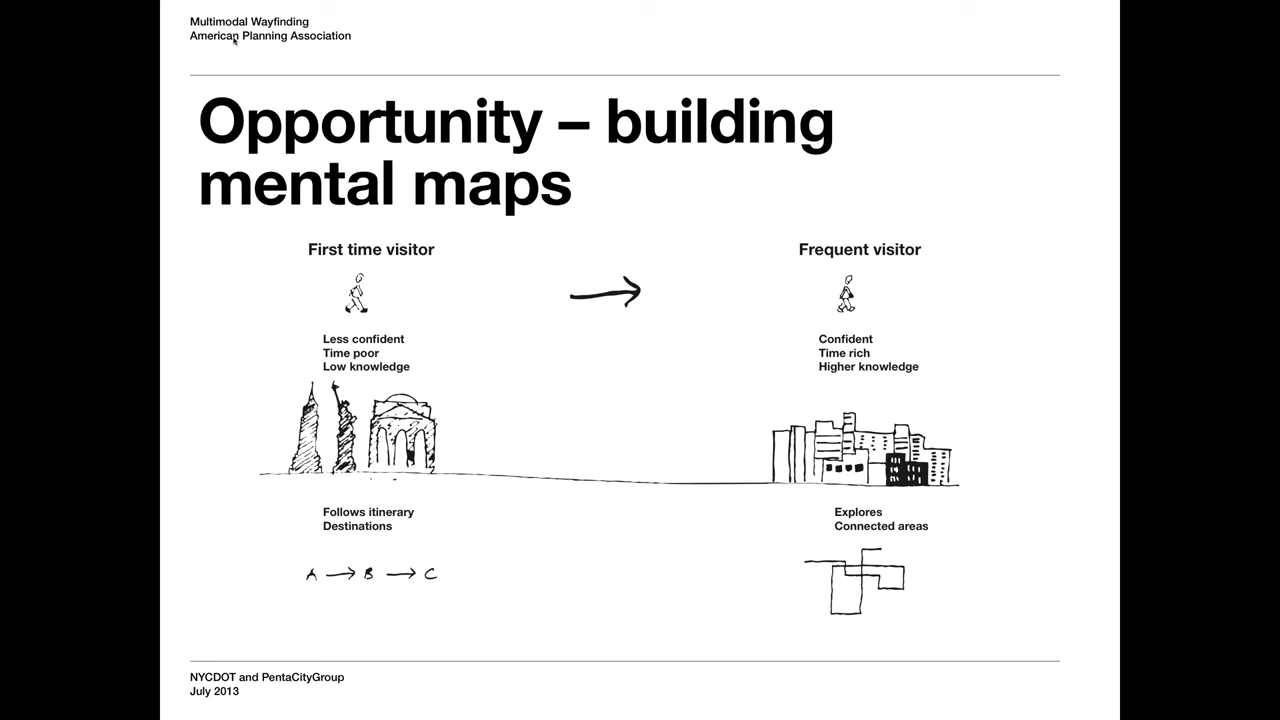 Multimodal Wayfinding
American Planning Association
Opportunity – building
mental maps
First time visitor
Frequent visitor
Less confident
Time poor
Low knowledge
Confident
Time rich
Higher knowledge
Follows itinerary
Destinations
Explores
Connected areas
A → B → C
NYCDOT and PentaCityGroup
July 2013